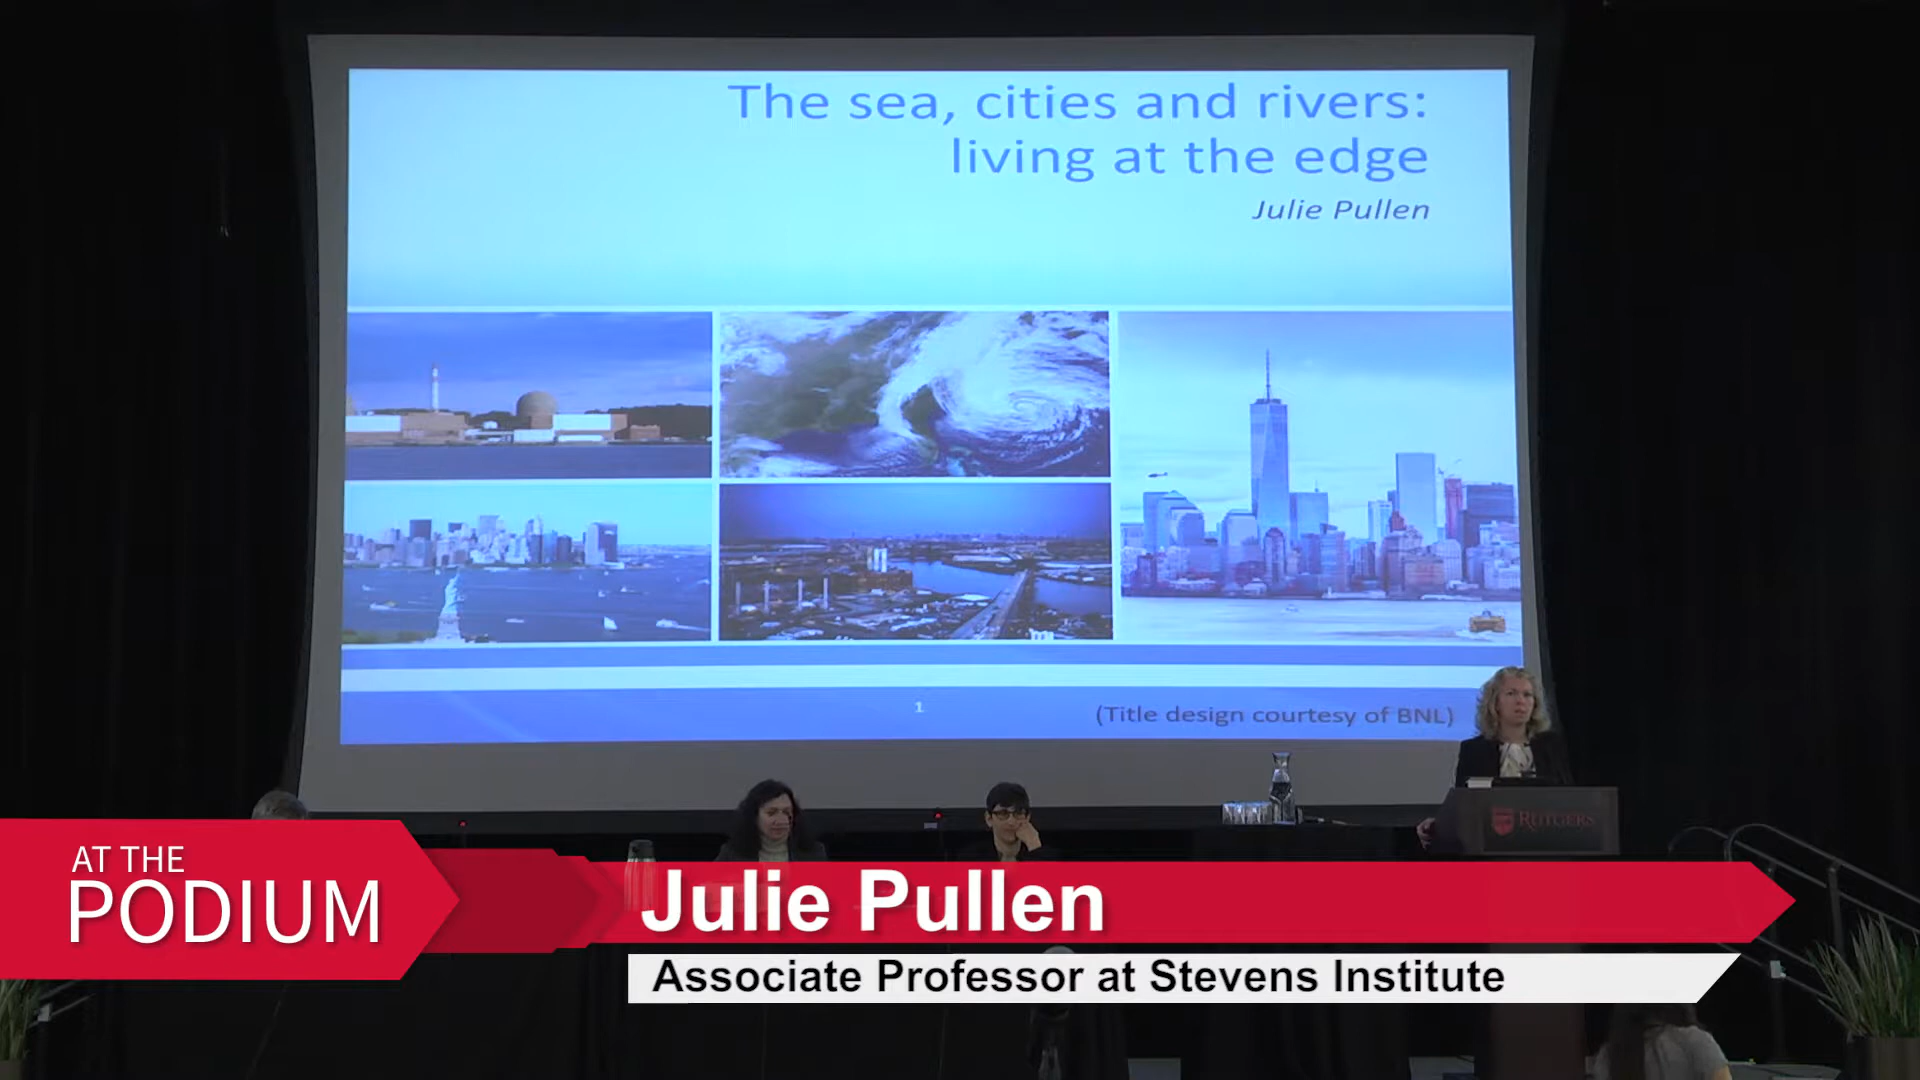 The sea, cities and rivers:
living at the edge
Julie Pullen
1
(Title design courtesy of BNL)
RUTGERS
AT THE
PODIUM
Julie Pullen
Associate Professor at Stevens Institute